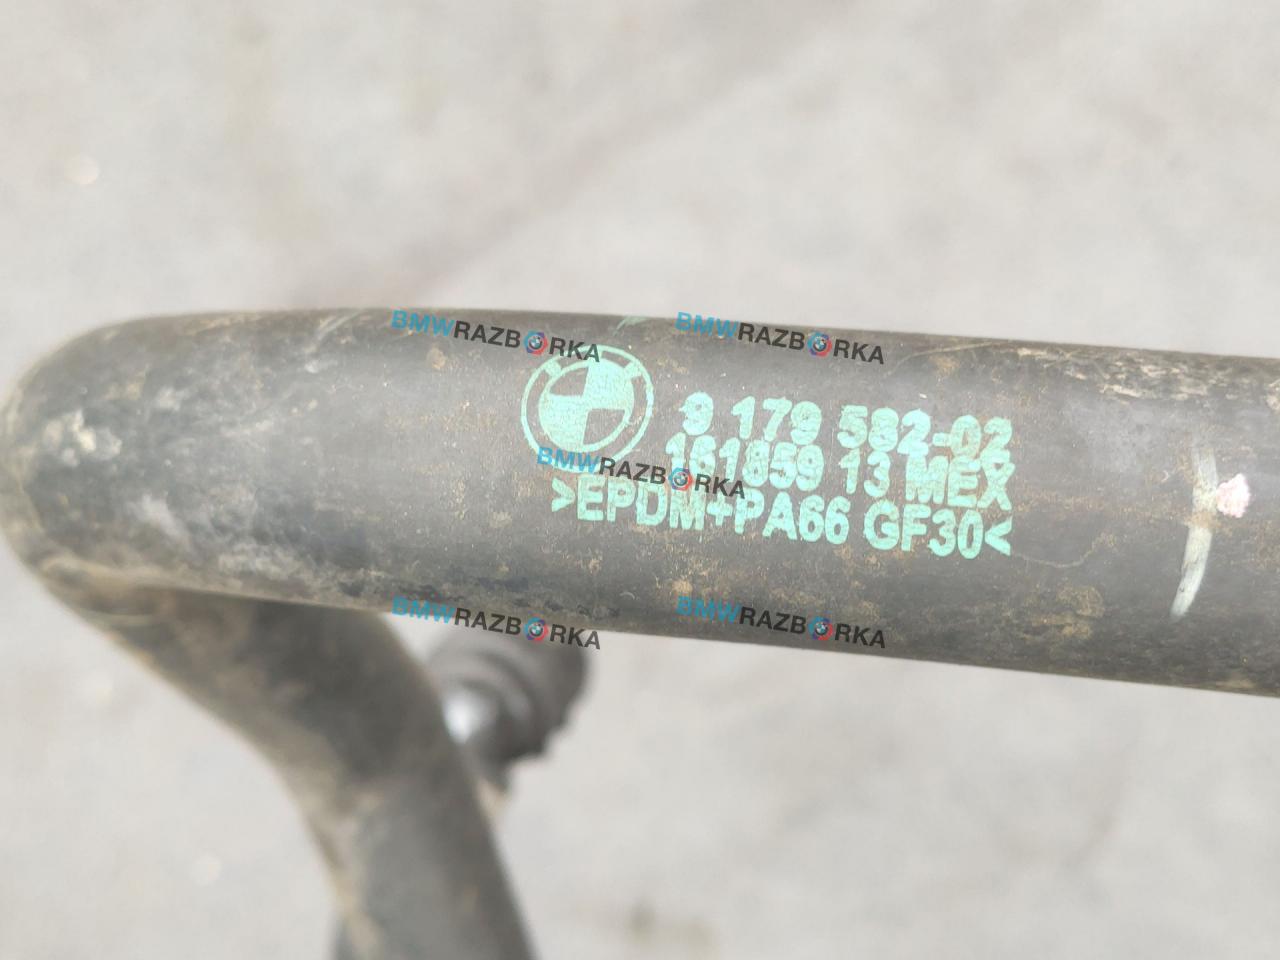 BMWRAZBORKA
BMWRAZBORKA
9 179 582-02
161859 13 MEX
BMWRAZBORKA
>EPDM+PA66 GF30<
BMWRAZBORKA
BMWRAZBORKA